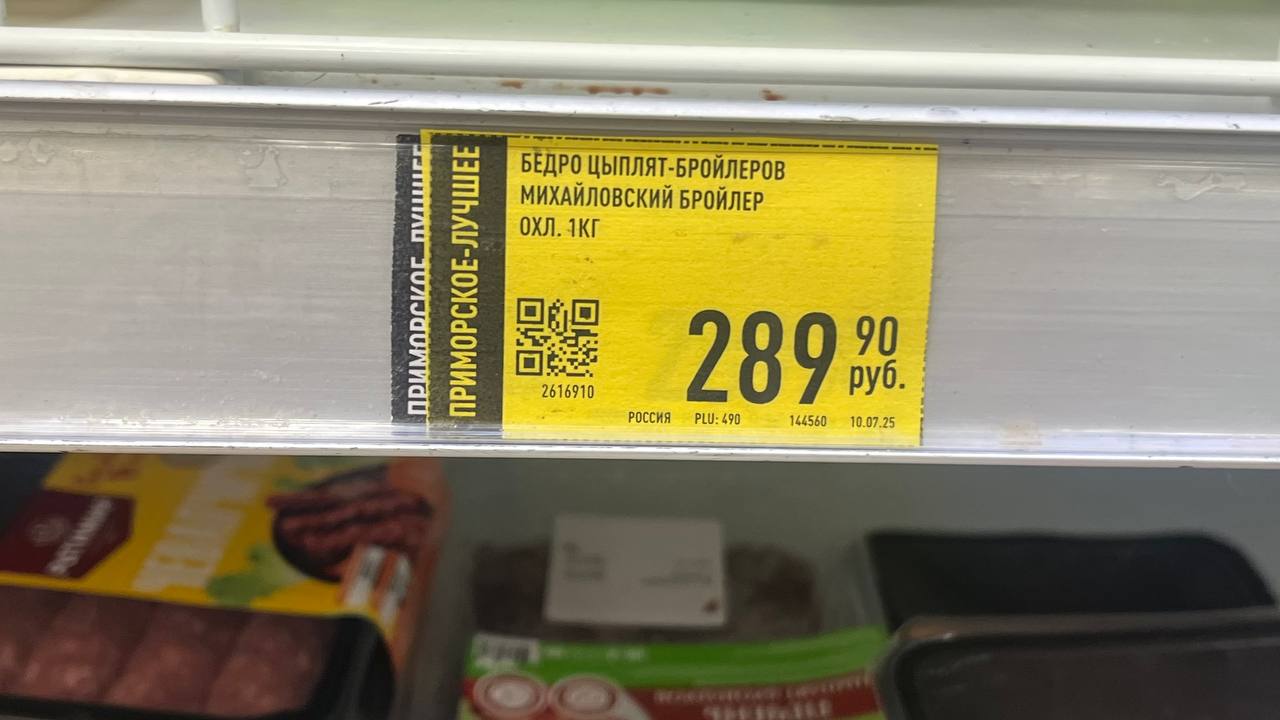 ПРИМОРСКОЕ-ЛУЧШЕЕ
ПРИМОРСКОЕ-ЛУЧШЕЕ
БЕДРО ЦЫПЛЯТ-БРОЙЛЕРОВ
МИХАЙЛОВСКИЙ БРОЙЛЕР
ОХЛ. 1КГ
289 90
руб.
2616910
РОССИЯ PLU: 490 144560 10.07.25